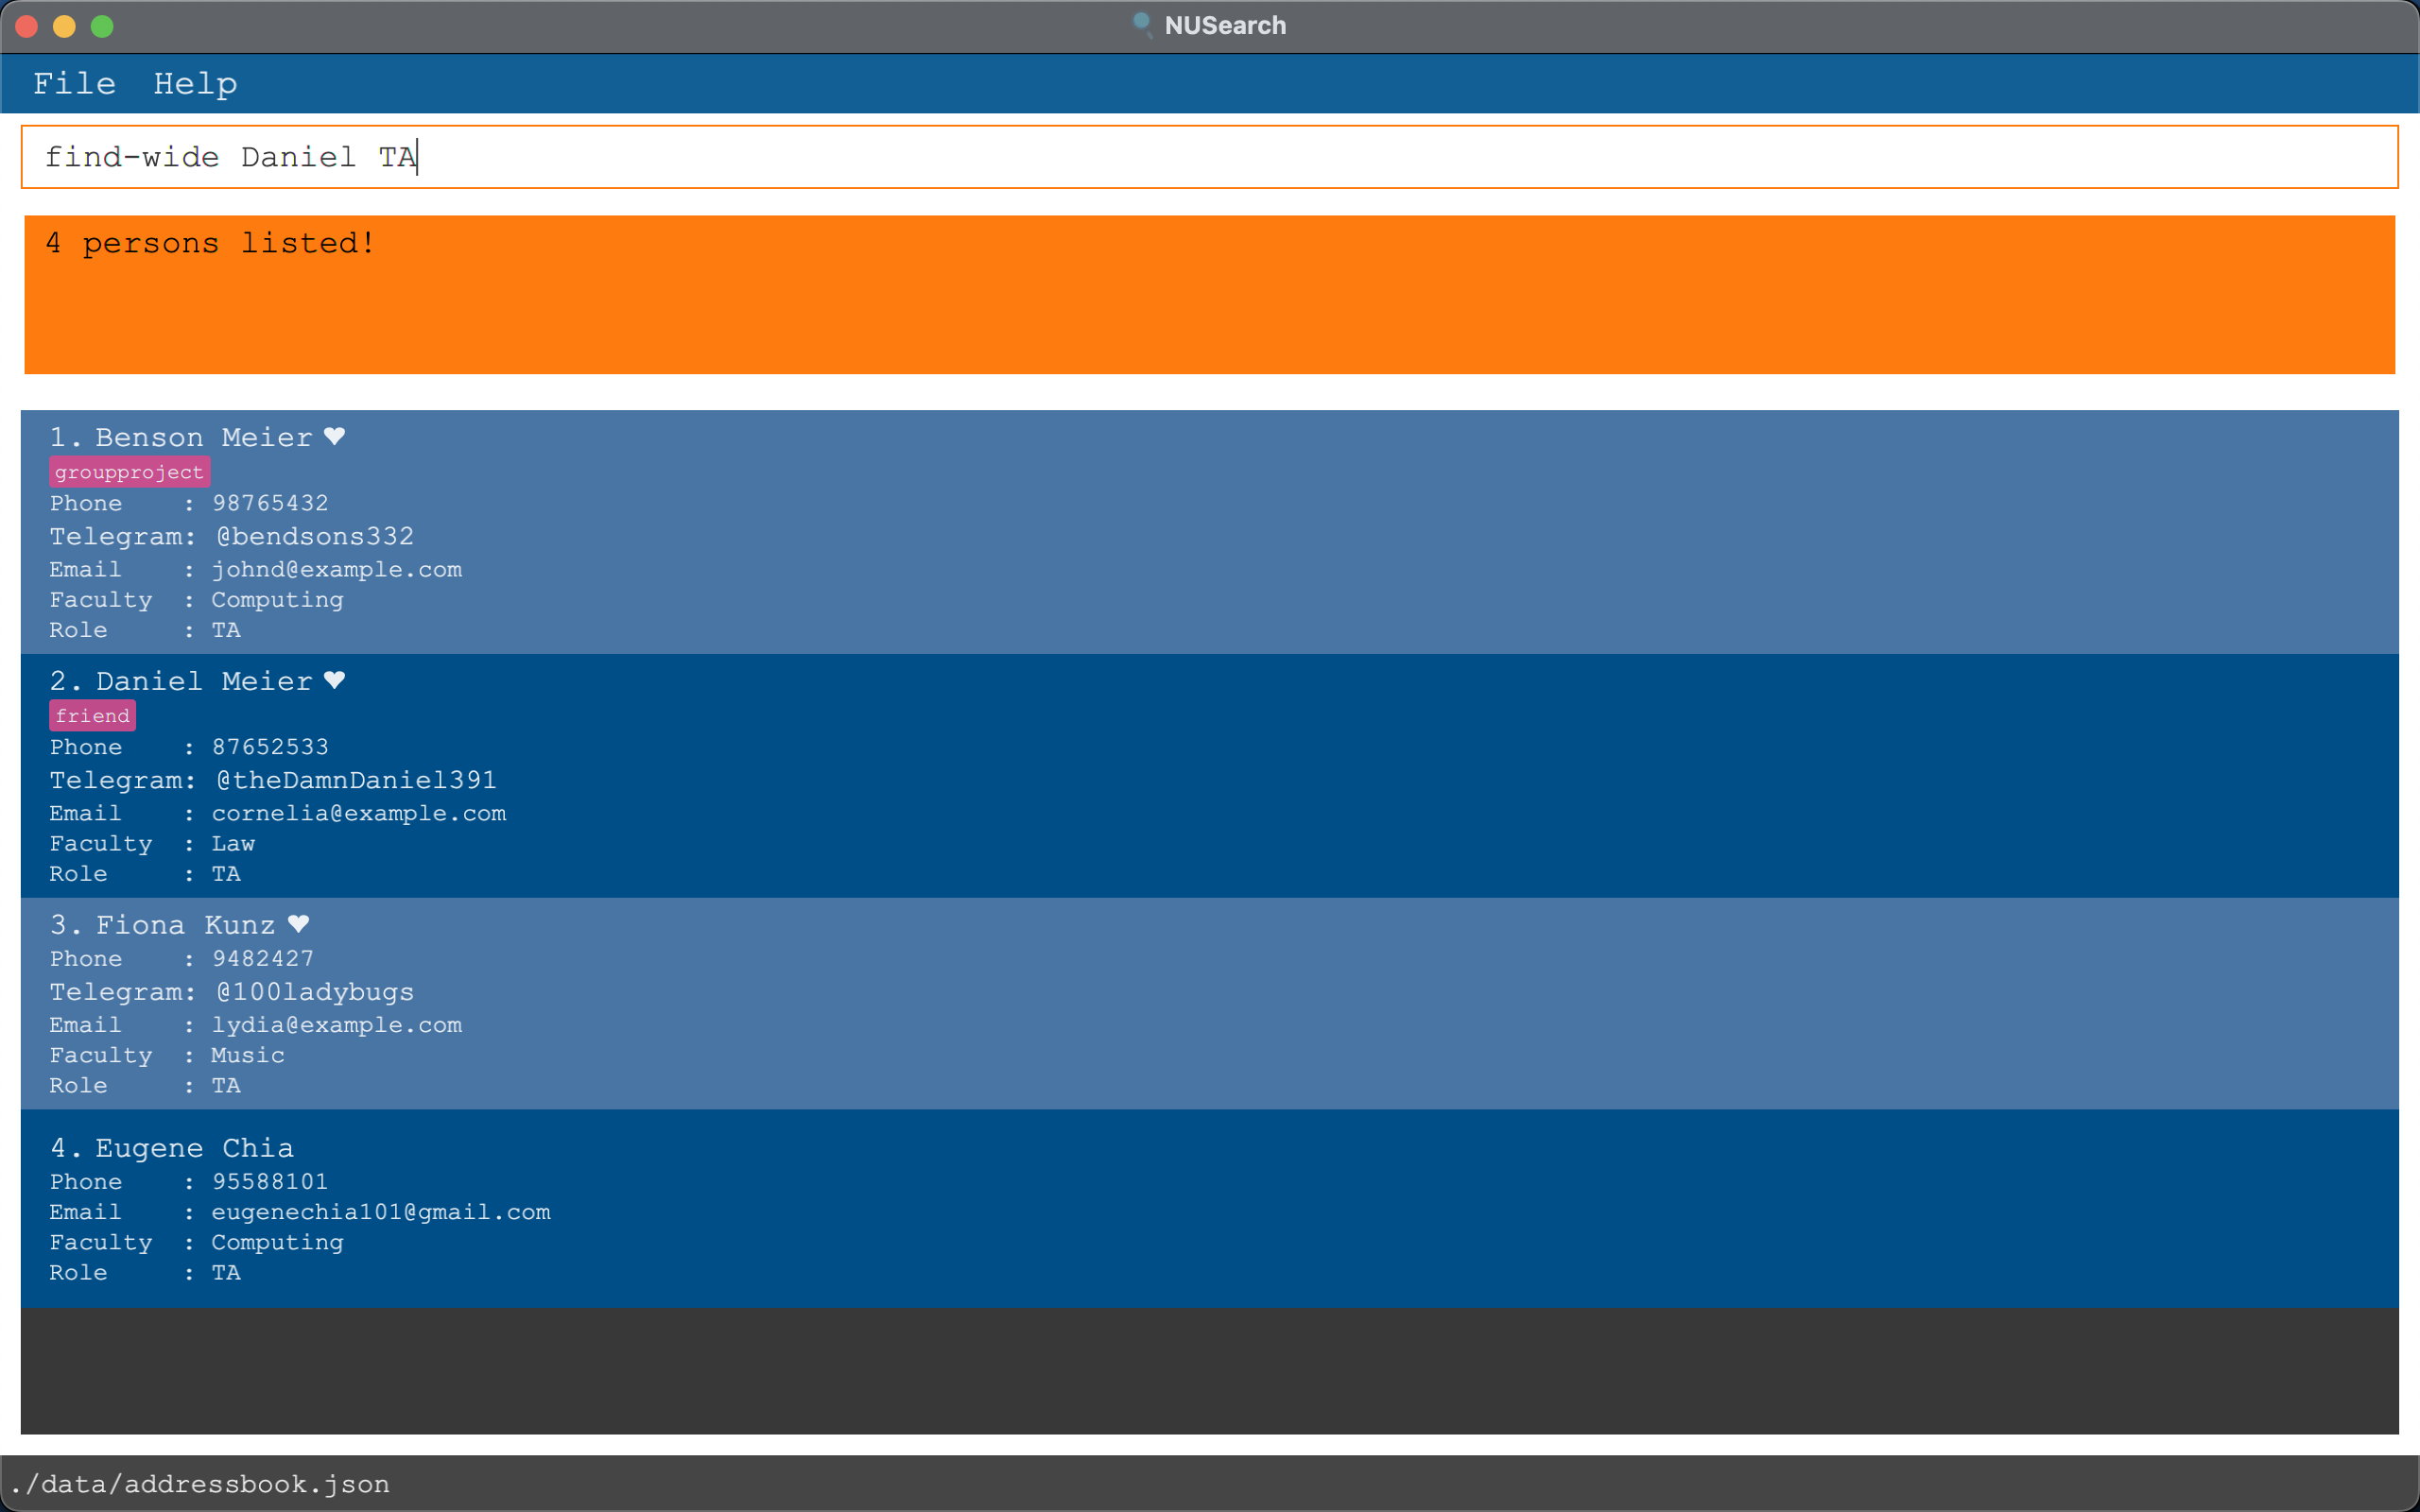 NUSearch
File Help
find-wide Daniel TA
4 persons listed!
1. Benson Meier ♥
groupproject
Phone : 98765432
Telegram: @bendsons332
Email : johnd@example.com
Faculty : Computing
Role : TA
2. Daniel Meier ♥
friend
Phone : 87652533
Telegram: @theDamnDaniel391
Email : cornelia@example.com
Faculty : Law
Role : TA
3. Fiona Kunz ♥
Phone : 9482427
Telegram: @100ladybugs
Email : lydia@example.com
Faculty : Music
Role : TA
4. Eugene Chia
Phone : 95588101
Email : eugenechia101@gmail.com
Faculty : Computing
Role : TA
./data/addressbook.json